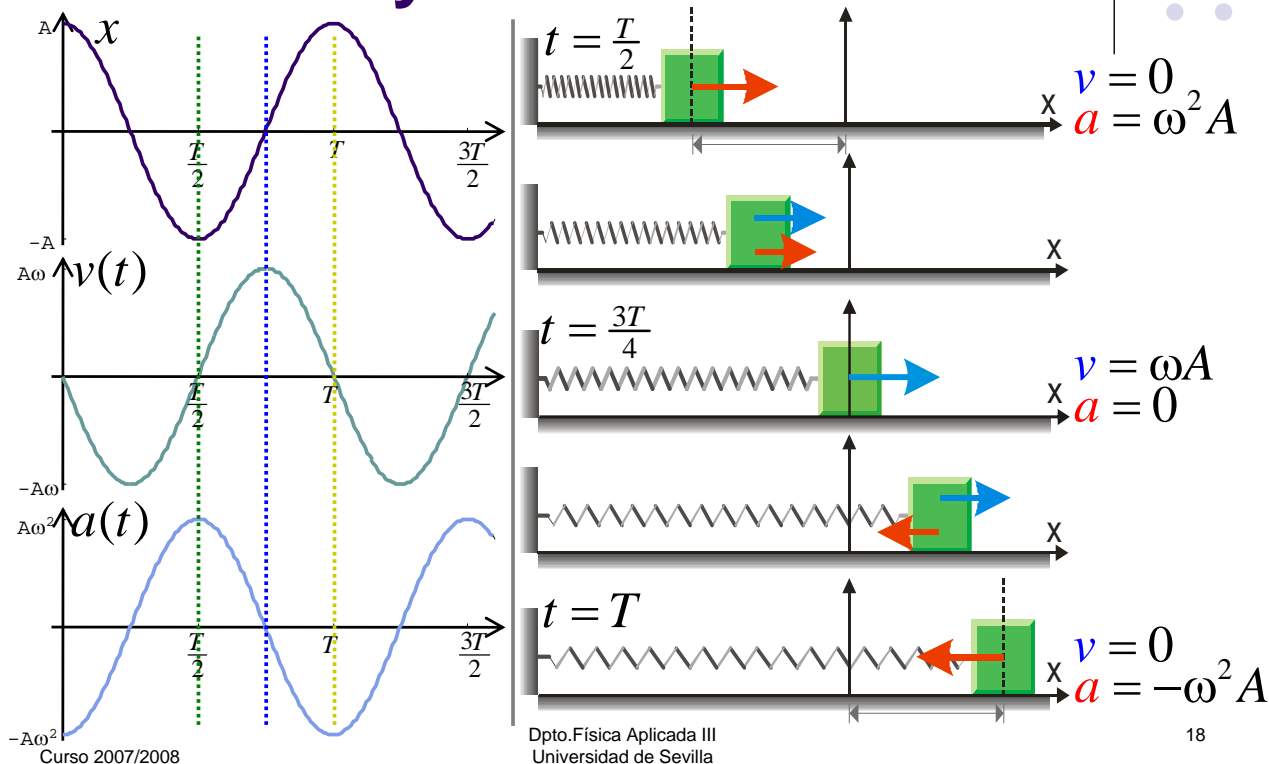 A
x
T/2
T
3T/2
-A
Aω
v(t)
T/2
T
3T/2
-Aω
Aω²
a(t)
T/2
T
3T/2
-Aω²
t = T/2
X
v = 0
a = ω²A
X
t = 3T/4
X
v = ωA
a = 0
X
t = T
X
v = 0
a = −ω²A
Curso 2007/2008
Dpto.Física Aplicada III
Universidad de Sevilla
18